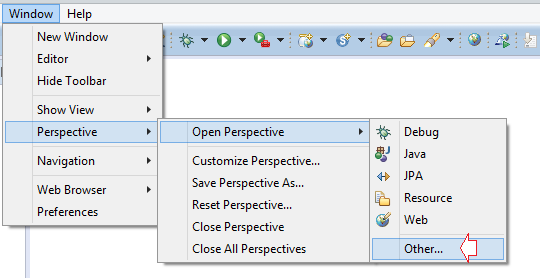 Window Help
New Window
Editor
Hide Toolbar
Show View
Perspective
Navigation
Web Browser
Preferences
Open Perspective
Customize Perspective...
Save Perspective As...
Reset Perspective...
Close Perspective
Close All Perspectives
Debug
Java
JPA
Resource
Web
Other...